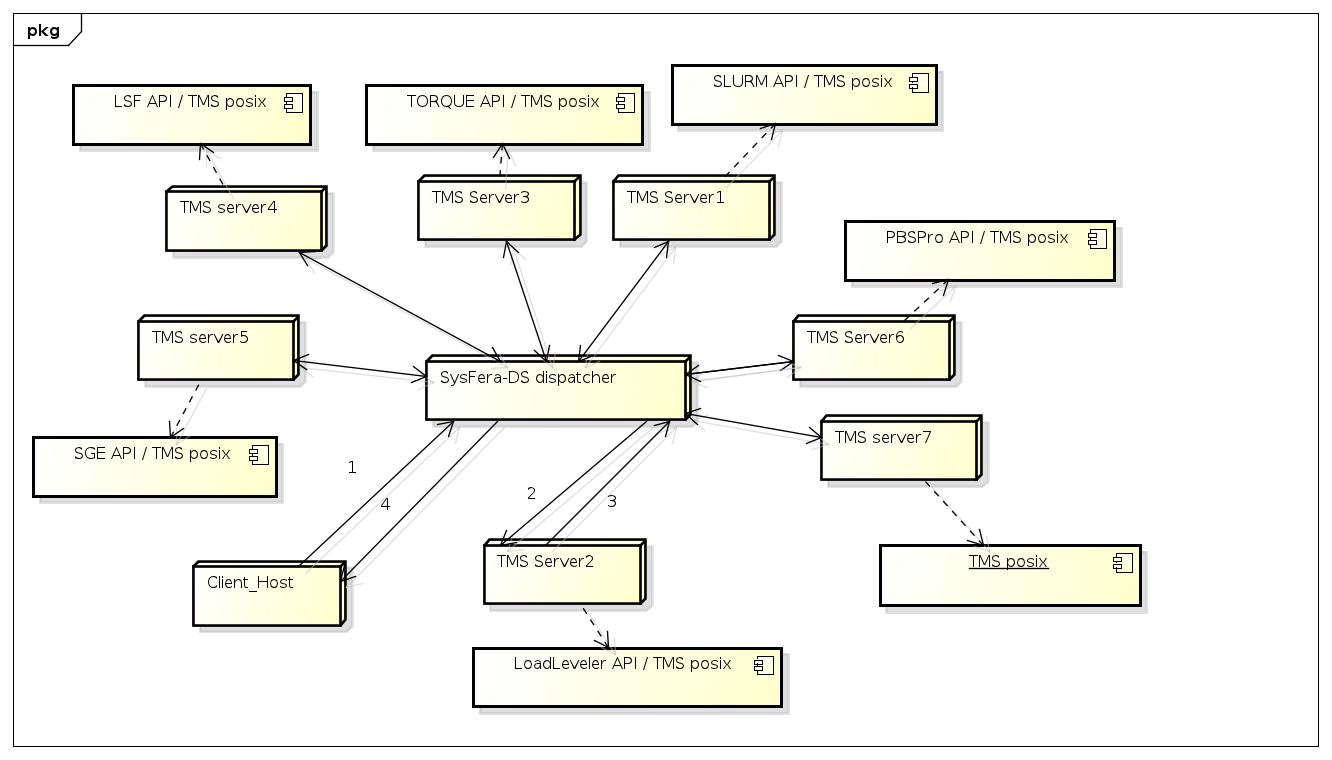 pkg
SLURM API / TMS posix
LSF API / TMS posix
TORQUE API / TMS posix
TMS server4
TMS Server3
TMS Server1
PBSPro API / TMS posix
TMS server5
TMS Server6
SysFera-DS dispatcher
TMS server7
SGE API / TMS posix
1
4
2
3
TMS Server2
TMS posix
Client_Host
LoadLeveler API / TMS posix